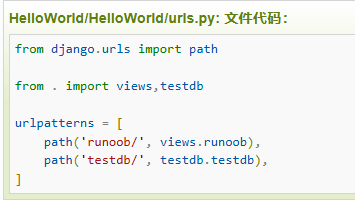 HelloWorld/HelloWorld/urls.py: 文件代码：
from django.urls import path
from . import views,testdb
urlpatterns = [
    path('runoob/', views.runoob),
    path('testdb/', testdb.testdb),
]